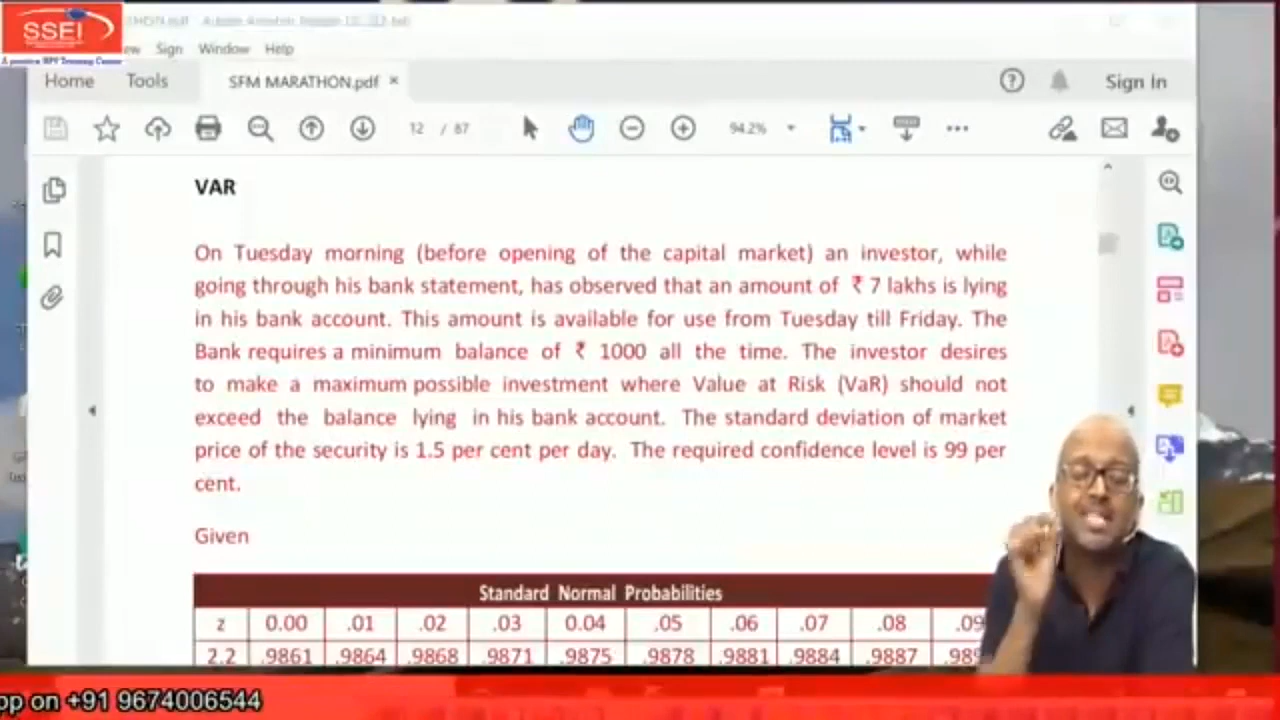 SSEI
Sign Window Help
Home Tools SFM MARATHON.pdf × Sign In
12 / 87 94.2%
VAR
On Tuesday morning (before opening of the capital market) an investor, while
going through his bank statement, has observed that an amount of ₹ 7 lakhs is lying
in his bank account. This amount is available for use from Tuesday till Friday. The
Bank requires a minimum balance of ₹ 1000 all the time. The investor desires
to make a maximum possible investment where Value at Risk (VaR) should not
exceed the balance lying in his bank account. The standard deviation of market
price of the security is 1.5 per cent per day. The required confidence level is 99 per
cent.
Given
Standard Normal Probabilities
z 0.00 .01 .02 .03 0.04 .05 .06 .07 .08 .09
2.2 .9861 .9864 .9868 .9871 .9875 .9878 .9881 .9884 .9887
pp on +91 9674006544